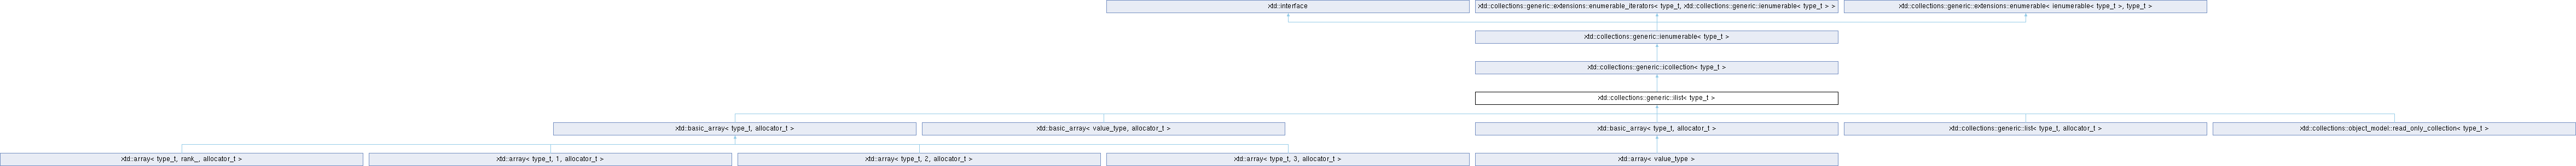 xtd::interface
xtd::collections::generic::extensions::enumerable_iterators< type_t, xtd::collections::generic::ienumerable< type_t > >
xtd::collections::generic::extensions::enumerable< ienumerable< type_t >, type_t >
xtd::collections::generic::ienumerable< type_t >
xtd::collections::generic::icollection< type_t >
xtd::collections::generic::ilist< type_t >
xtd::basic_array< type_t, allocator_t >
xtd::basic_array< value_type, allocator_t >
xtd::basic_array< type_t, allocator_t >
xtd::collections::generic::list< type_t, allocator_t >
xtd::collections::object_model::read_only_collection< type_t >
xtd::array< type_t, rank_, allocator_t >
xtd::array< type_t, 1, allocator_t >
xtd::array< type_t, 2, allocator_t >
xtd::array< type_t, 3, allocator_t >
xtd::array< value_type >